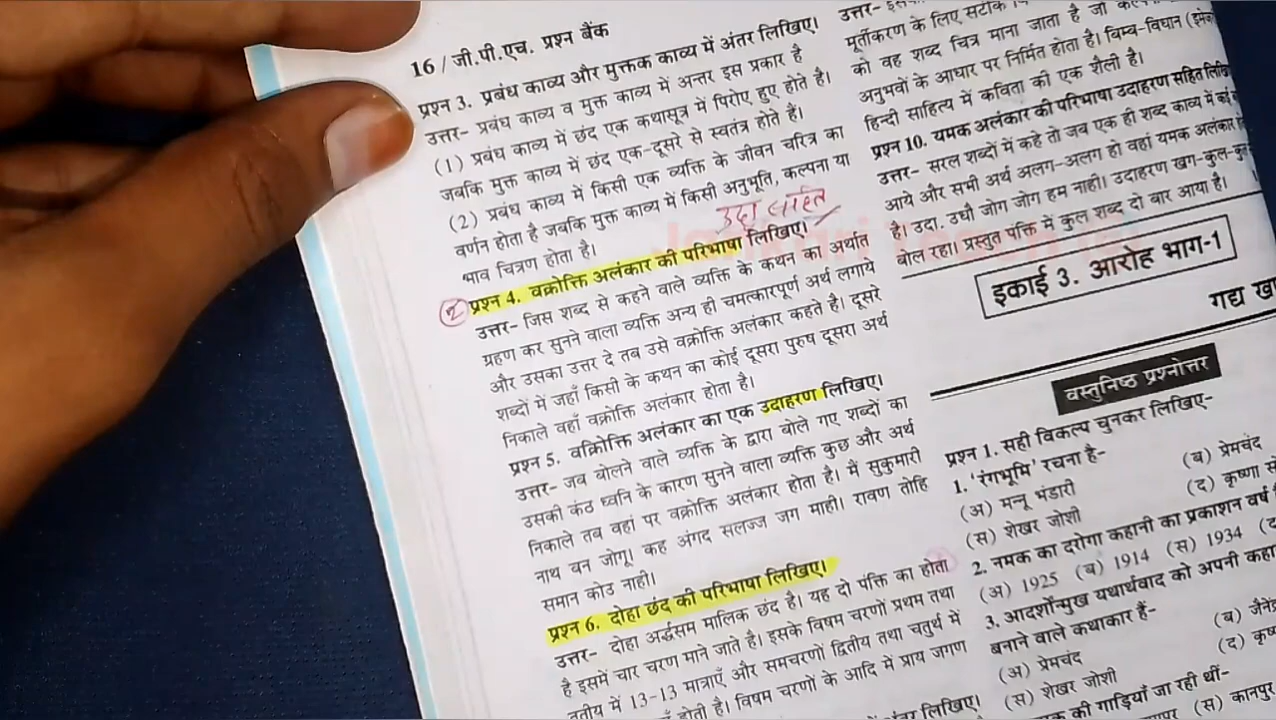 16 / जी.पी.एच. प्रश्न बैंक
प्रश्न 3. प्रबंध काव्य और मुक्तक काव्य में अंतर लिखिए।
उत्तर- प्रबंध काव्य व मुक्त काव्य में अन्तर इस प्रकार है
(1) प्रबंध काव्य में छंद एक कथासूत्र में पिरोए हुए होते है।
जबकि मुक्त काव्य में छंद एक-दूसरे से स्वतंत्र होते है।
(2) प्रबंध काव्य में किसी एक व्यक्ति के जीवन चरित्र का
वर्णन होता है जबकि मुक्त काव्य में किसी अनुभूति, कल्पना या
भाव चित्रण होता है।
उदा सहित
प्रश्न 4. वक्रोक्ति अलंकार की परिभाषा लिखिए।
उत्तर- जिस शब्द से कहने वाले व्यक्ति के कथन का अर्थात
ग्रहण कर सुनने वाला व्यक्ति अन्य ही चमत्कारपूर्ण अर्थ लगाये
और उसका उत्तर दे तब उसे वक्रोक्ति अलंकार कहते है। दूसरे
शब्दों में जहाँ किसी के कथन का कोई दूसरा पुरुष दूसरा अर्थ
निकाले वहाँ वक्रोक्ति अलंकार होता है।
प्रश्न 5. वक्रिोक्ति अलंकार का एक उदाहरण लिखिए।
उत्तर- जब बोलने वाले व्यक्ति के द्वारा बोले गए शब्दों का
उसकी कंठ ध्वनि के कारण सुनने वाला व्यक्ति कुछ और अर्थ
निकाले तब वहां पर वक्रोक्ति अलंकार होता है। मैं सुकुमारी
नाथ वन जोगू। कह अंगद सलज्ज जग माही। रावण तोहि
समान कोउ नाही।
प्रश्न 6. दोहा छंद की परिभाषा लिखिए।
उत्तर- दोहा अर्द्धसम मालिक छंद है। यह दो पंक्ति का होता
है इसमें चार चरण माने जाते है। इसके विषम चरणों प्रथम तथा
तृतीय में 13-13 मात्राएँ और समचरणों द्वितीय तथा चतुर्थ में
होती है। विषम चरणों के आदि में प्राय जगण
लिखिए।
उत्तर-
मूर्तीकरण के लिए सटीक
को वह शब्द चित्र माना जाता है जो
अनुभवों के आधार पर निर्मित होता है। विम्ब-विधान
हिन्दी साहित्य में कविता की एक शैली है।
प्रश्न 10. यमक अलंकार की परिभाषा उदाहरण सहित
उत्तर- सरल शब्दों में कहे तो जब एक ही शब्द काव्य में
आये और सभी अर्थ अलग-अलग हो वहां यमक अलंकार
है। उदा. उधौ जोग जोग हम नाही। उदाहरण खग-कुल-
बोल रहा। प्रस्तुत पंक्ति में कुल शब्द दो बार आया है।
इकाई 3. आरोह भाग-1
गद्य
वस्तुनिष्ठ प्रश्नोत्तर
प्रश्न 1. सही विकल्प चुनकर लिखिए-
1. 'रंगभूमि' रचना है-
(अ) मन्नू भंडारी (ब) प्रेमचंद
(स) शेखर जोशी (द) कृष्णा
2. नमक का दरोगा कहानी का प्रकाशन वर्ष
(अ) 1925 (ब) 1914 (स) 1934
3. आदर्शोन्मुख यथार्थवाद को अपनी
बनाने वाले कथाकार हैं-
(अ) प्रेमचंद (ब)
(स) शेखर जोशी (द)
की गाड़ियाँ जा रही थीं-
(स) कानपुर